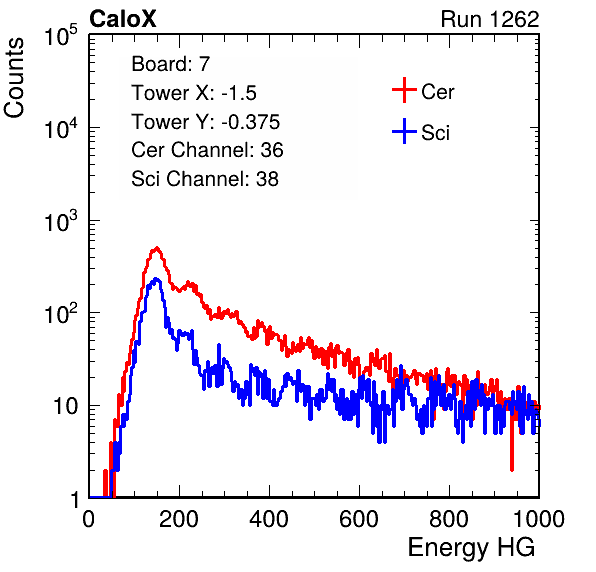 CaloX Run 1262
Counts
Board: 7
Tower X: -1.5
Tower Y: -0.375
Cer Channel: 36
Sci Channel: 38
Cer
Sci
10^5
10^4
10^3
10^2
10
1
0 200 400 600 800 1000
Energy HG